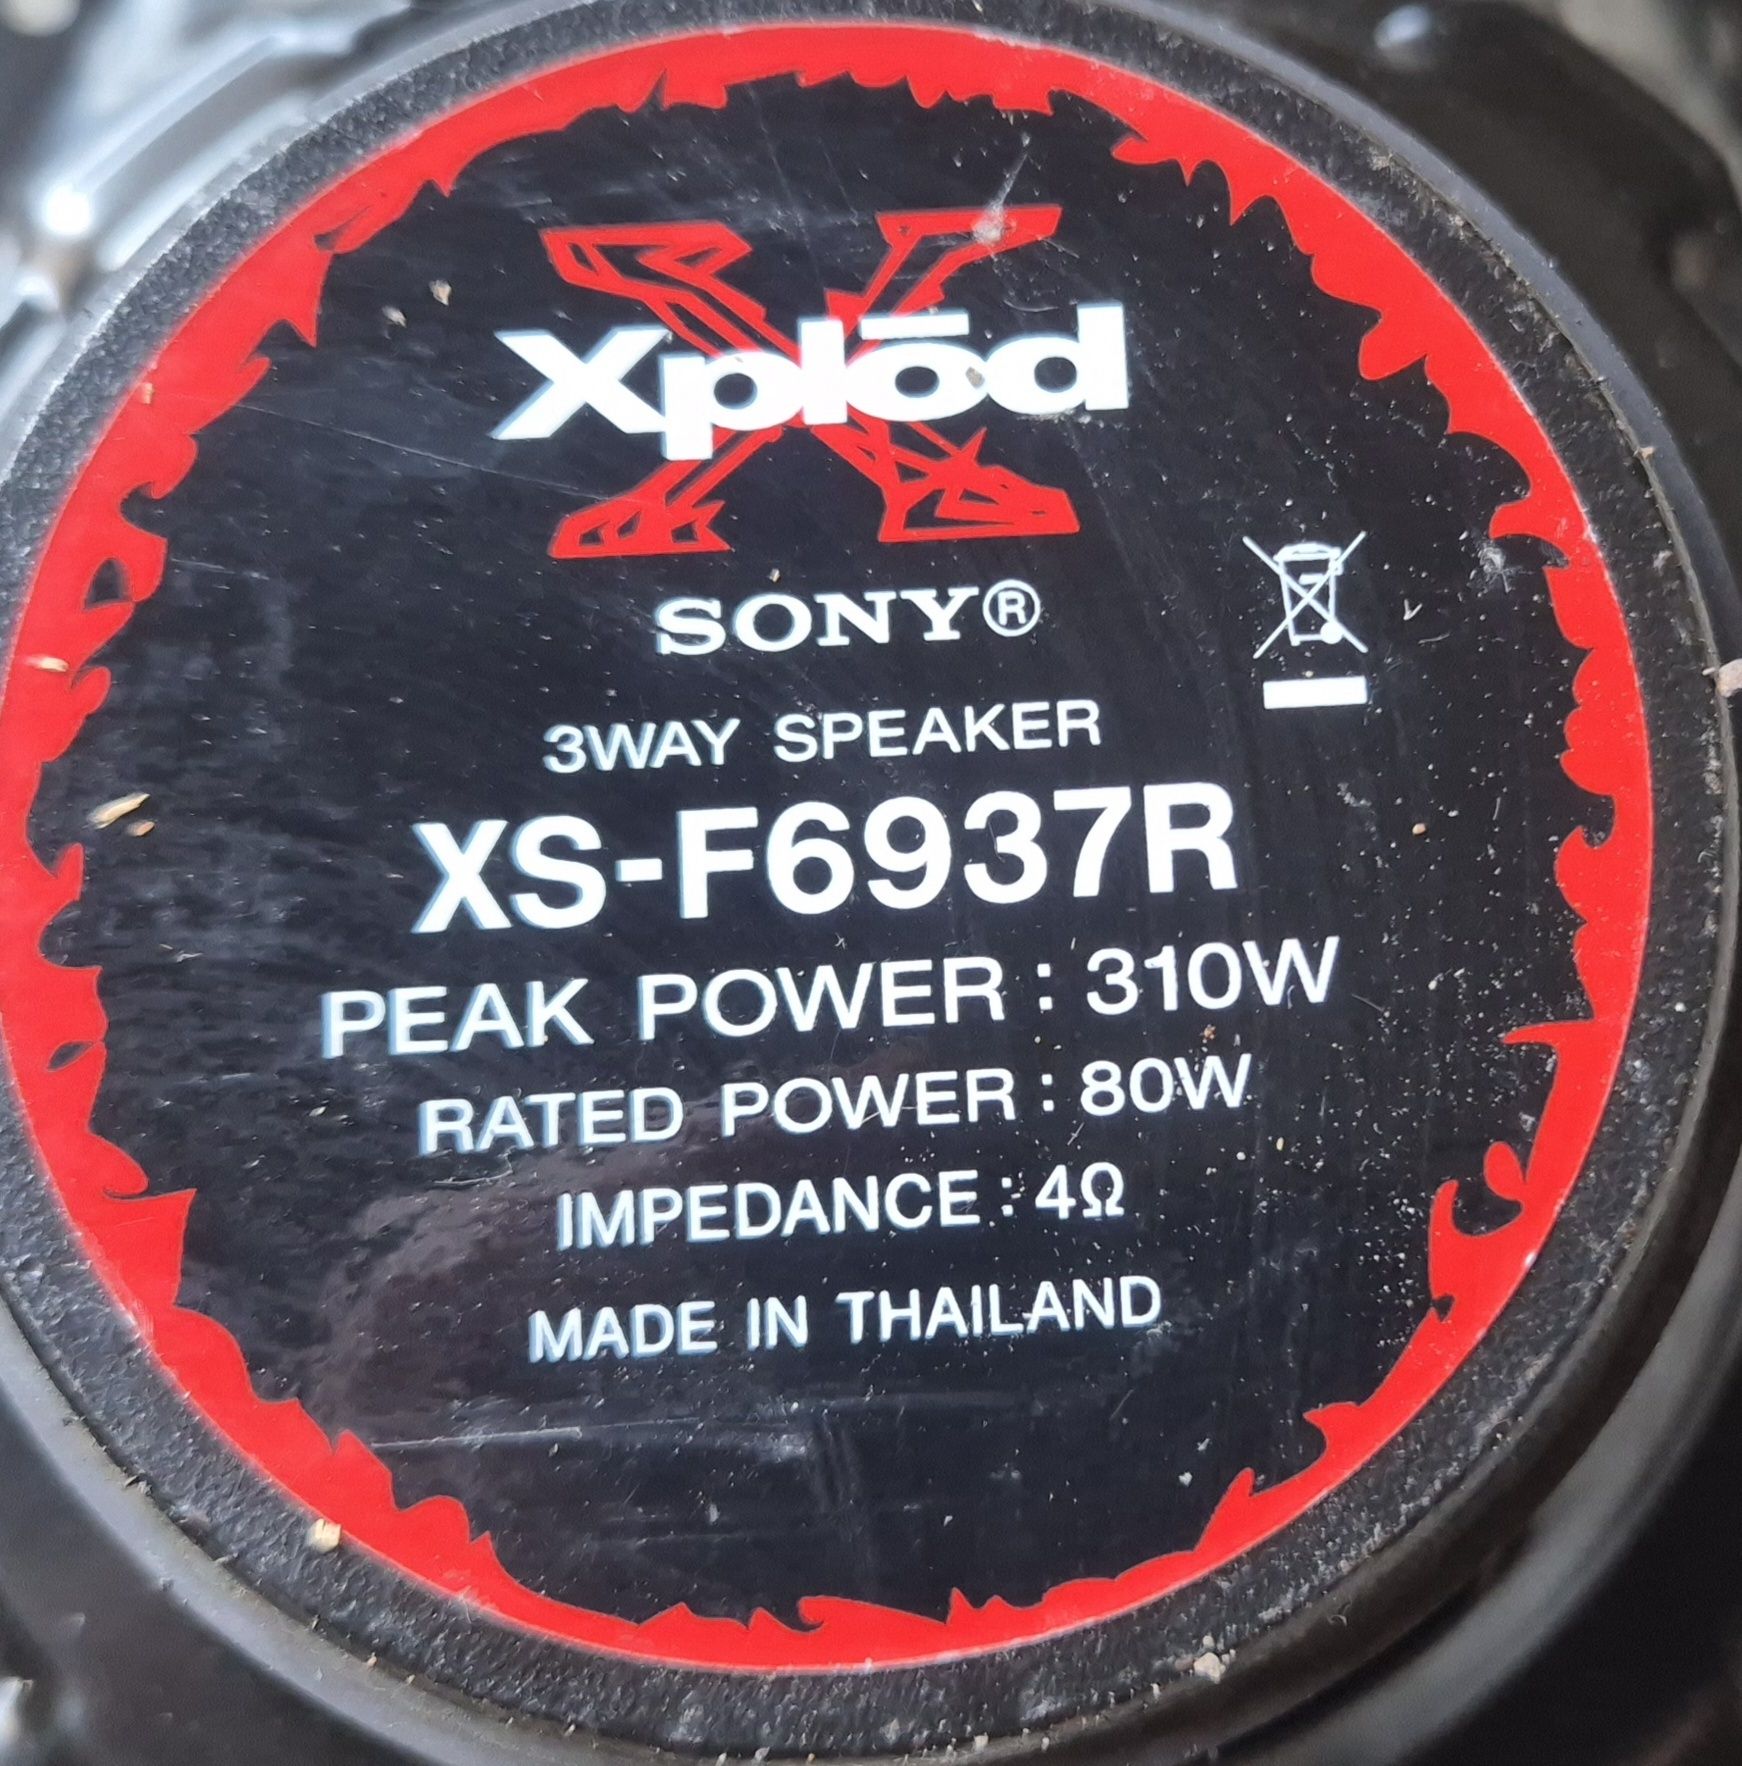 Xplōd
SONY®
3WAY SPEAKER
XS-F6937R
PEAK POWER : 310W
RATED POWER : 80W
IMPEDANCE : 4Ω
MADE IN THAILAND